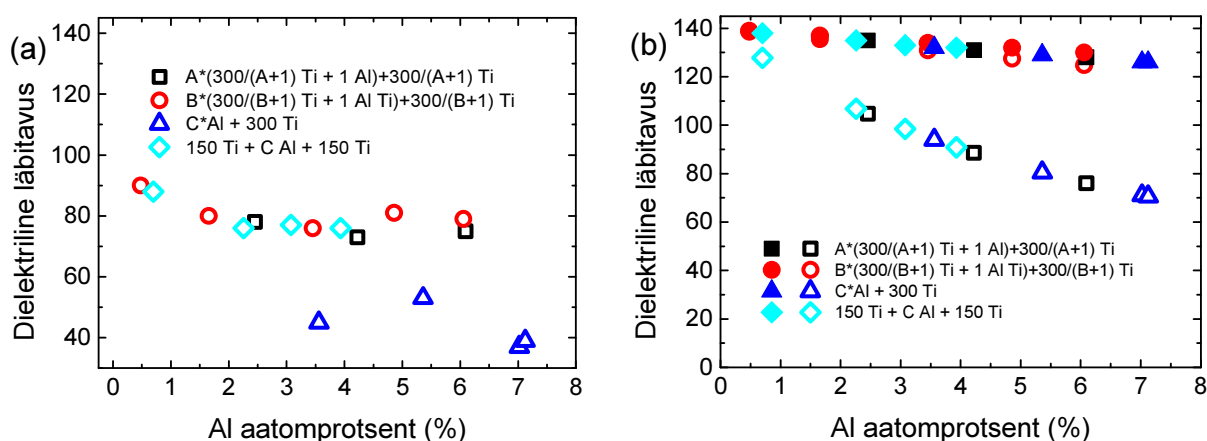 (a)
140
120
100
80
60
40
Dielektriline läbitavus
A*(300/(A+1) Ti + 1 Al)+300/(A+1) Ti
B*(300/(B+1) Ti + 1 Al Ti)+300/(B+1) Ti
C*Al + 300 Ti
150 Ti + C Al + 150 Ti
0 1 2 3 4 5 6 7 8
Al aatomprotsent (%)
(b)
140
120
100
80
60
40
20
0
Dielektriline läbitavus
A*(300/(A+1) Ti + 1 Al)+300/(A+1) Ti
B*(300/(B+1) Ti + 1 Al Ti)+300/(B+1) Ti
C*Al + 300 Ti
150 Ti + C Al + 150 Ti
0 1 2 3 4 5 6 7 8
Al aatomprotsent (%)